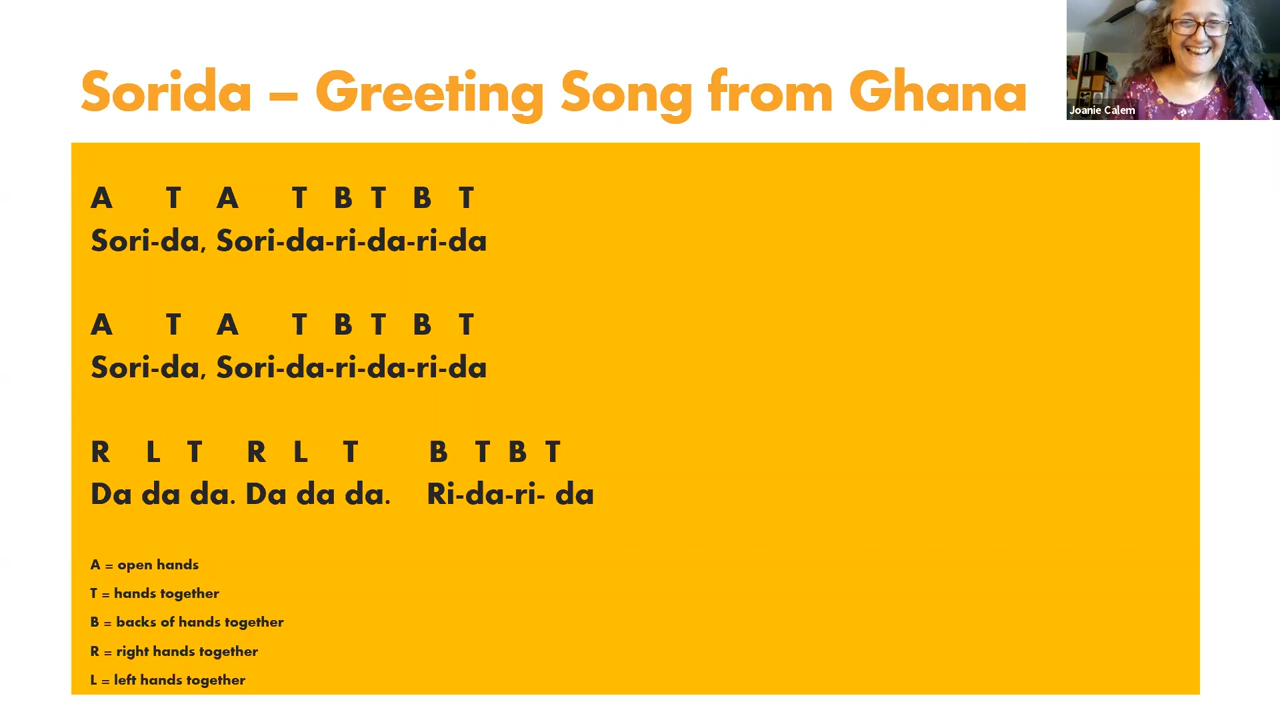 Sorida – Greeting Song from Ghana
Joanie Calem
A T A T B T B T
Sori-da, Sori-da-ri-da-ri-da
A T A T B T B T
Sori-da, Sori-da-ri-da-ri-da
R L T R L T B T B T
Da da da. Da da da. Ri-da-ri- da
A = open hands
T = hands together
B = backs of hands together
R = right hands together
L = left hands together